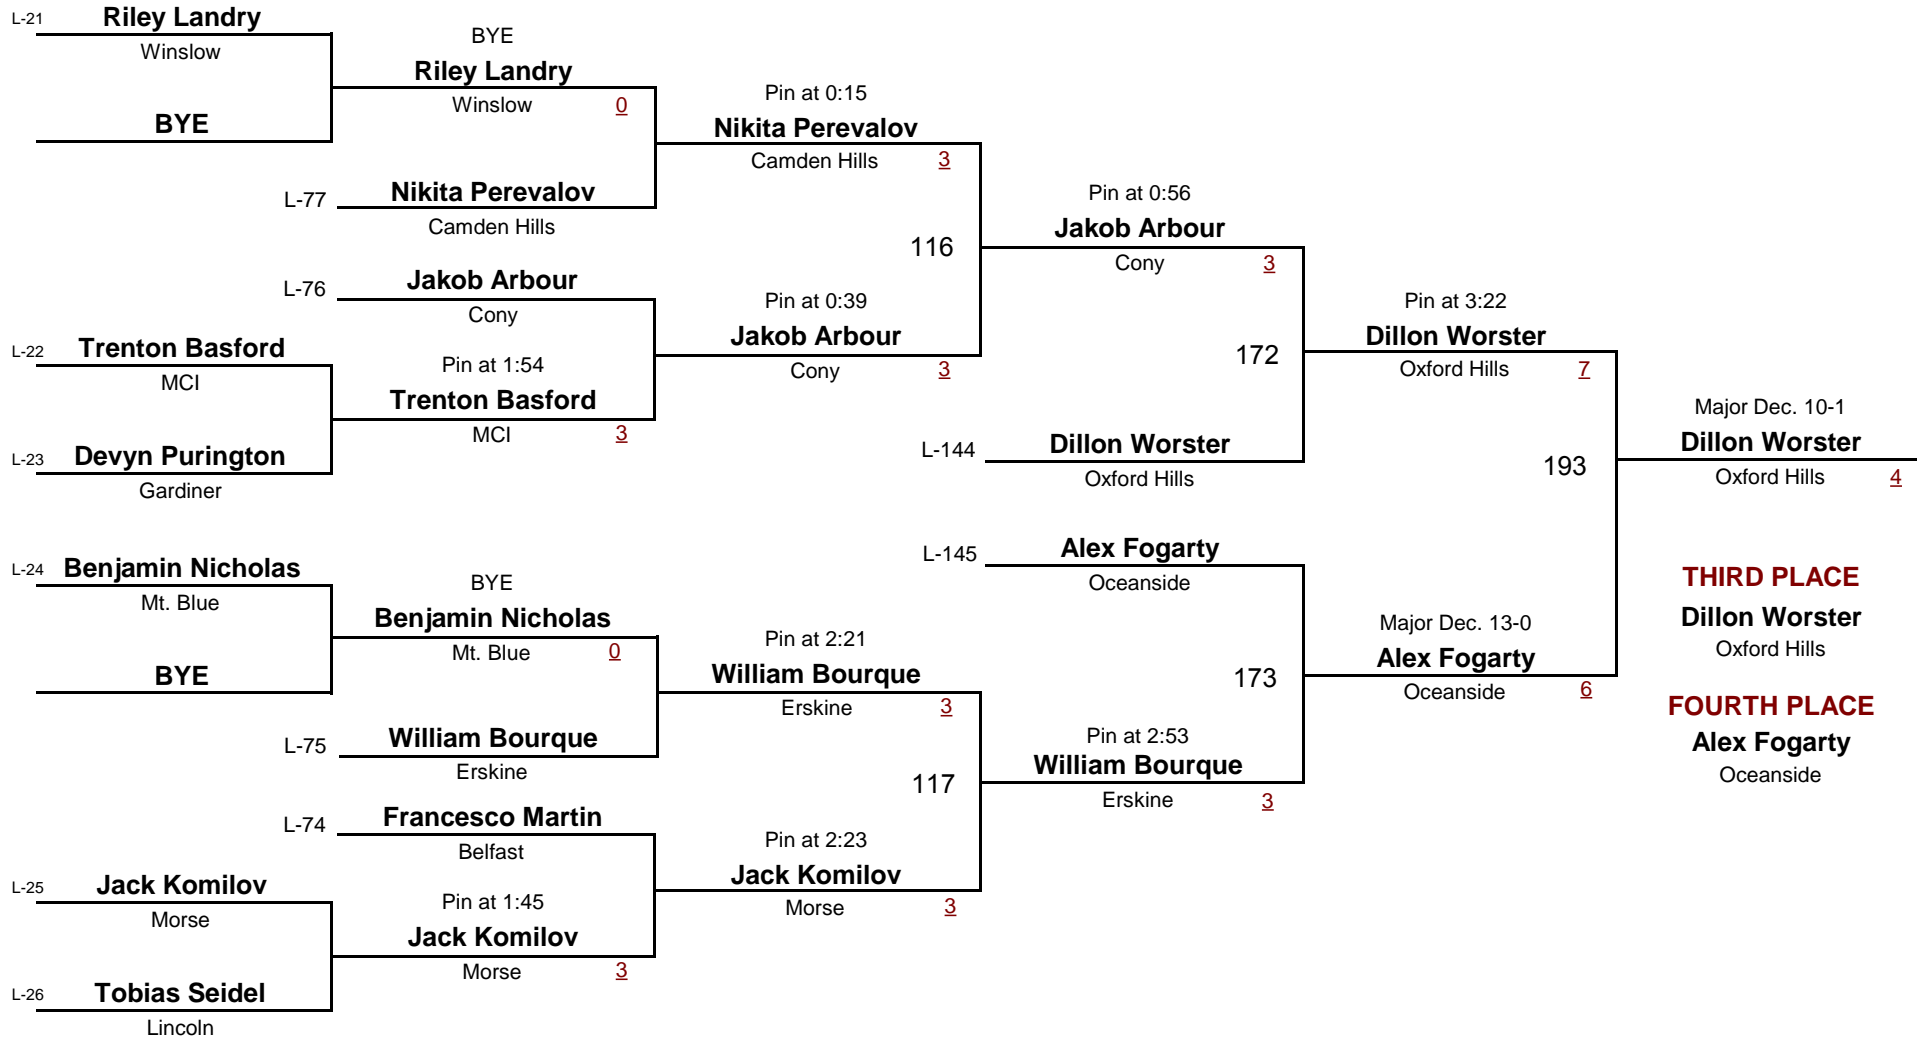 L-21 Riley Landry
Winslow
BYE
BYE
Riley Landry
Winslow 0
L-77 Nikita Perevalov
Camden Hills
Pin at 0:15
Nikita Perevalov
Camden Hills 3
L-76 Jakob Arbour
Cony
L-22 Trenton Basford
MCI
L-23 Devyn Purington
Gardiner
Pin at 1:54
Trenton Basford
MCI 3
Pin at 0:39
Jakob Arbour
Cony 3
116
Pin at 0:56
Jakob Arbour
Cony 3
L-144 Dillon Worster
Oxford Hills
172
Pin at 3:22
Dillon Worster
Oxford Hills 7
L-24 Benjamin Nicholas
Mt. Blue
BYE
BYE
Benjamin Nicholas
Mt. Blue 0
L-75 William Bourque
Erskine
Pin at 2:21
William Bourque
Erskine 3
L-74 Francesco Martin
Belfast
L-25 Jack Komilov
Morse
L-26 Tobias Seidel
Lincoln
Pin at 1:45
Jack Komilov
Morse 3
Pin at 2:23
Jack Komilov
Morse 3
117
Pin at 2:53
William Bourque
Erskine 3
L-145 Alex Fogarty
Oceanside
173
Major Dec. 13-0
Alex Fogarty
Oceanside 6
193
Major Dec. 10-1
Dillon Worster
Oxford Hills 4
THIRD PLACE
Dillon Worster
Oxford Hills
FOURTH PLACE
Alex Fogarty
Oceanside